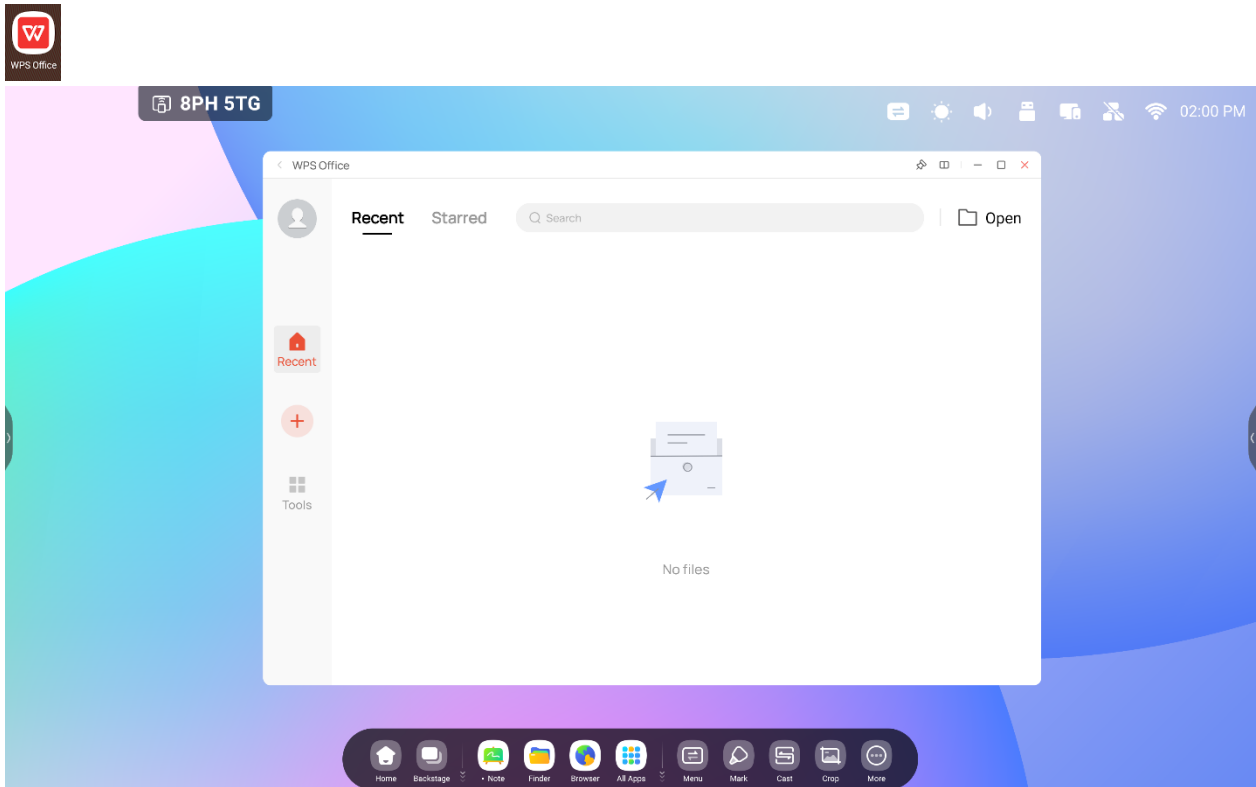 WPS Office
8PH 5TG
02:00 PM
WPS Office
Recent Starred Search Open
Recent
Tools
No files
Home Backstage • Note Finder Browser All Apps Menu Mark Cast Crop More